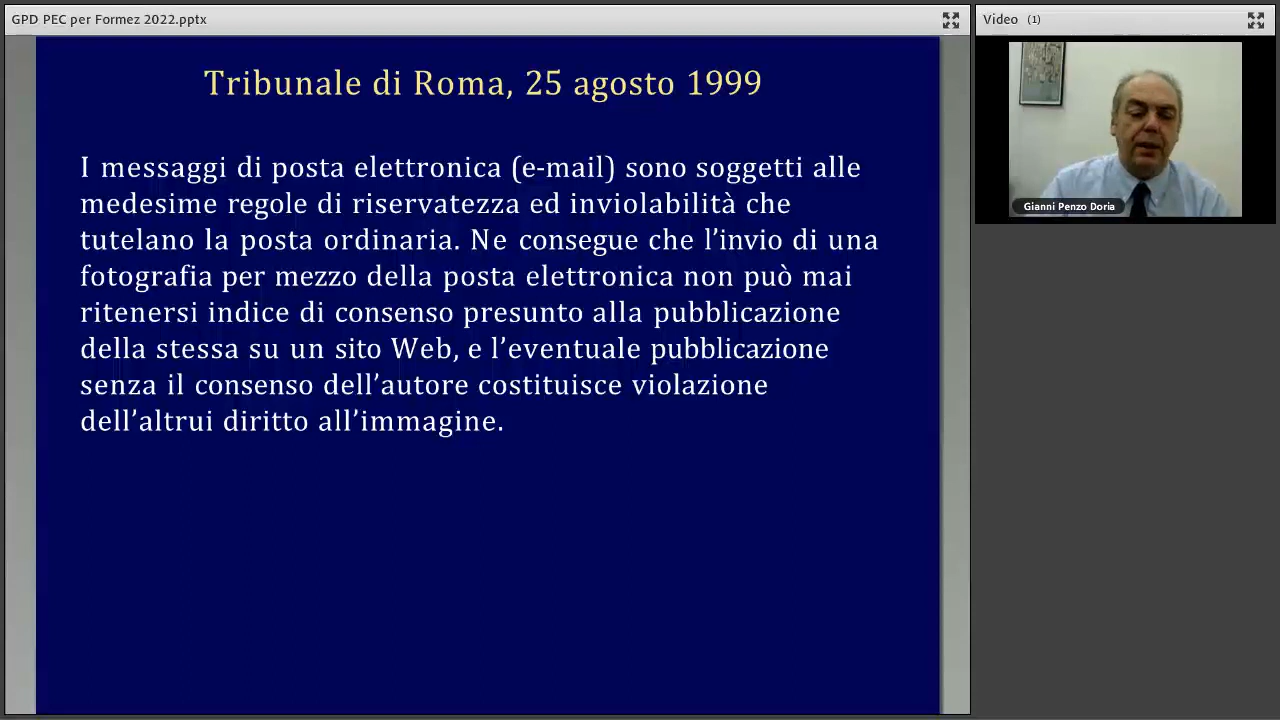 GPD PEC per Formez 2022.pptx
Video (1)
Tribunale di Roma, 25 agosto 1999
I messaggi di posta elettronica (e-mail) sono soggetti alle
medesime regole di riservatezza ed inviolabilità che
tutelano la posta ordinaria. Ne consegue che l’invio di una
fotografia per mezzo della posta elettronica non può mai
ritenersi indice di consenso presunto alla pubblicazione
della stessa su un sito Web, e l’eventuale pubblicazione
senza il consenso dell’autore costituisce violazione
dell’altrui diritto all’immagine.
Gianni Penzo Doria